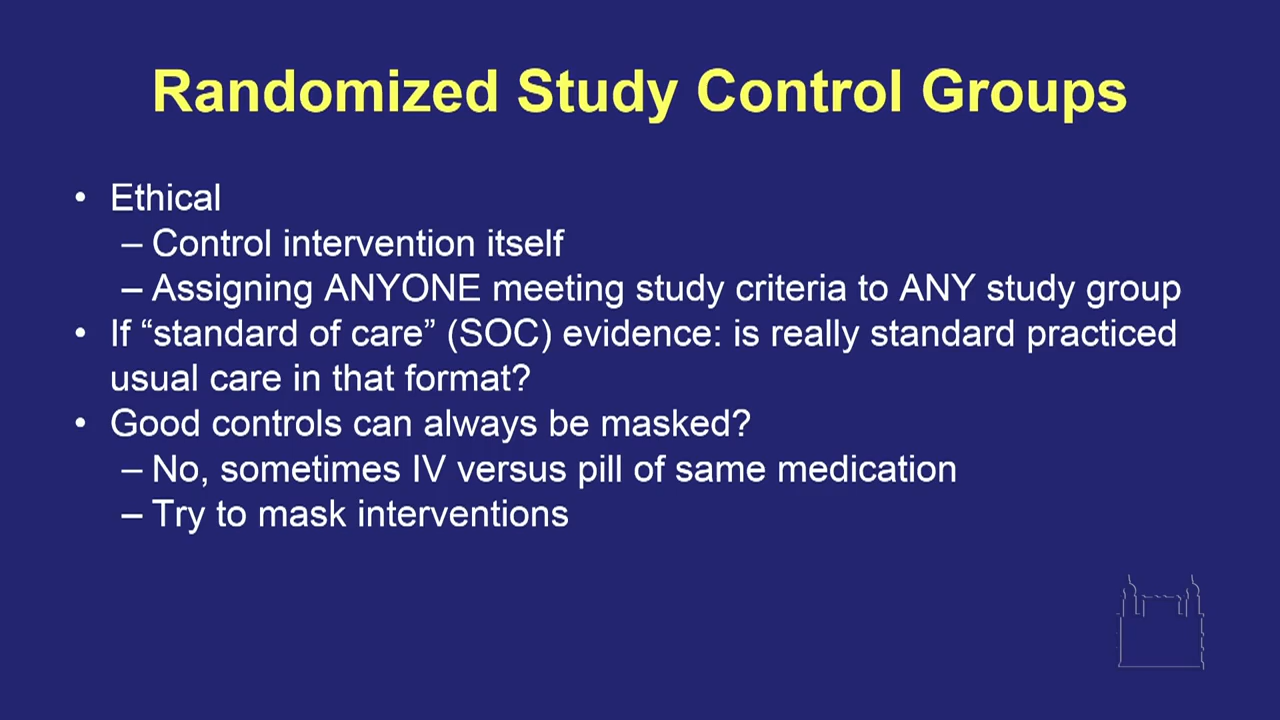 Randomized Study Control Groups
• Ethical
– Control intervention itself
– Assigning ANYONE meeting study criteria to ANY study group
• If “standard of care” (SOC) evidence: is really standard practiced
usual care in that format?
• Good controls can always be masked?
– No, sometimes IV versus pill of same medication
– Try to mask interventions